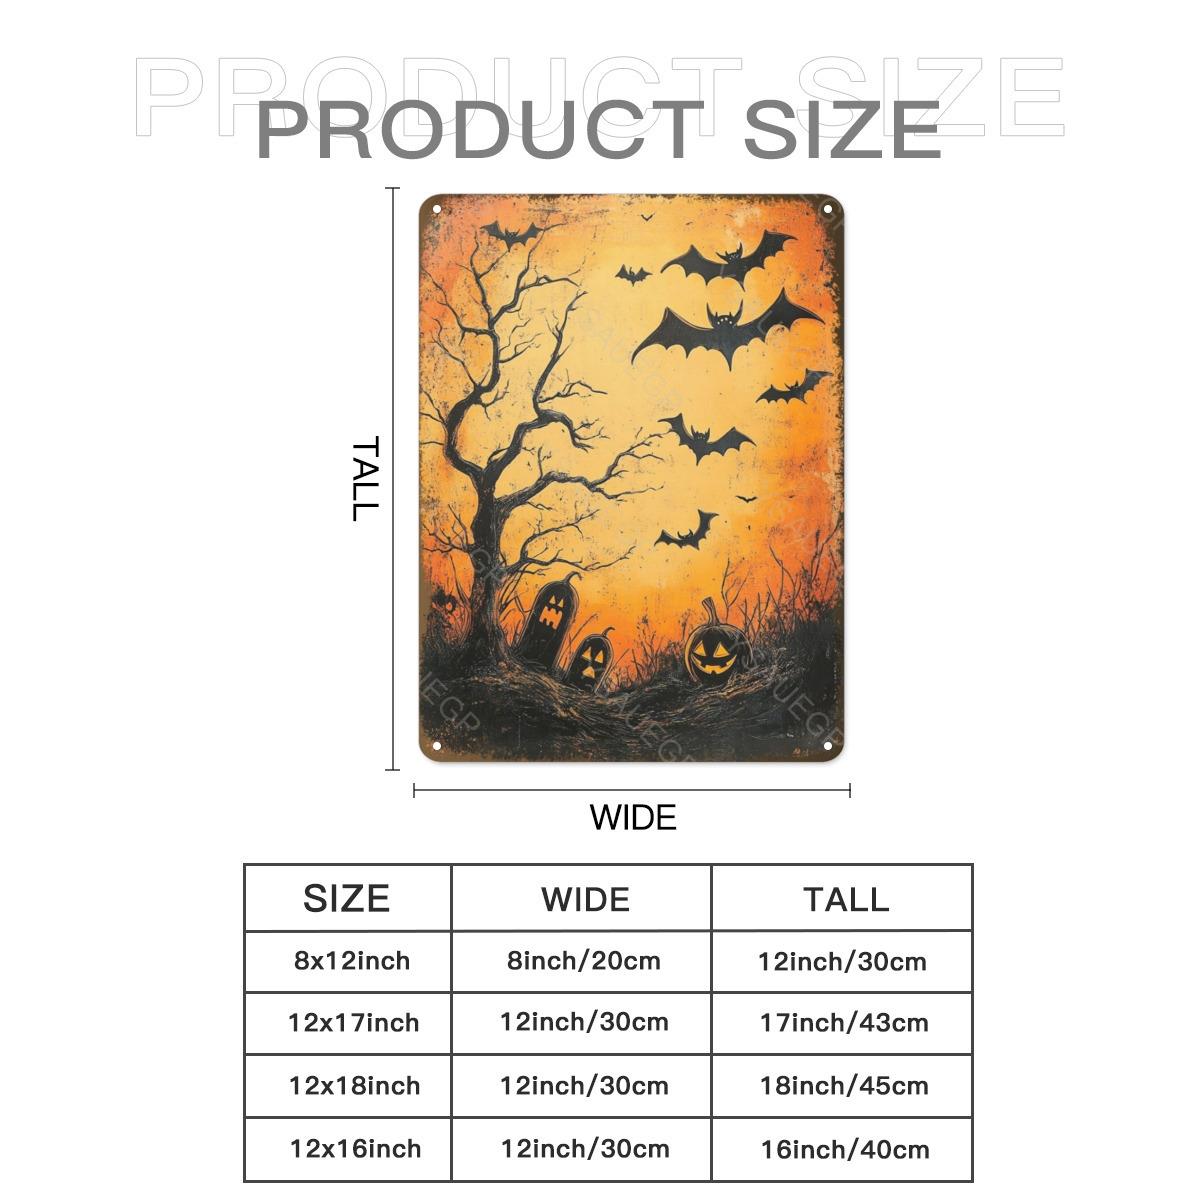 PRODUCT SIZE
PRODUCT SIZE
TALL
WIDE
SIZE WIDE TALL
8x12inch 8inch/20cm 12inch/30cm
12x17inch 12inch/30cm 17inch/43cm
12x18inch 12inch/30cm 18inch/45cm
12x16inch 12inch/30cm 16inch/40cm